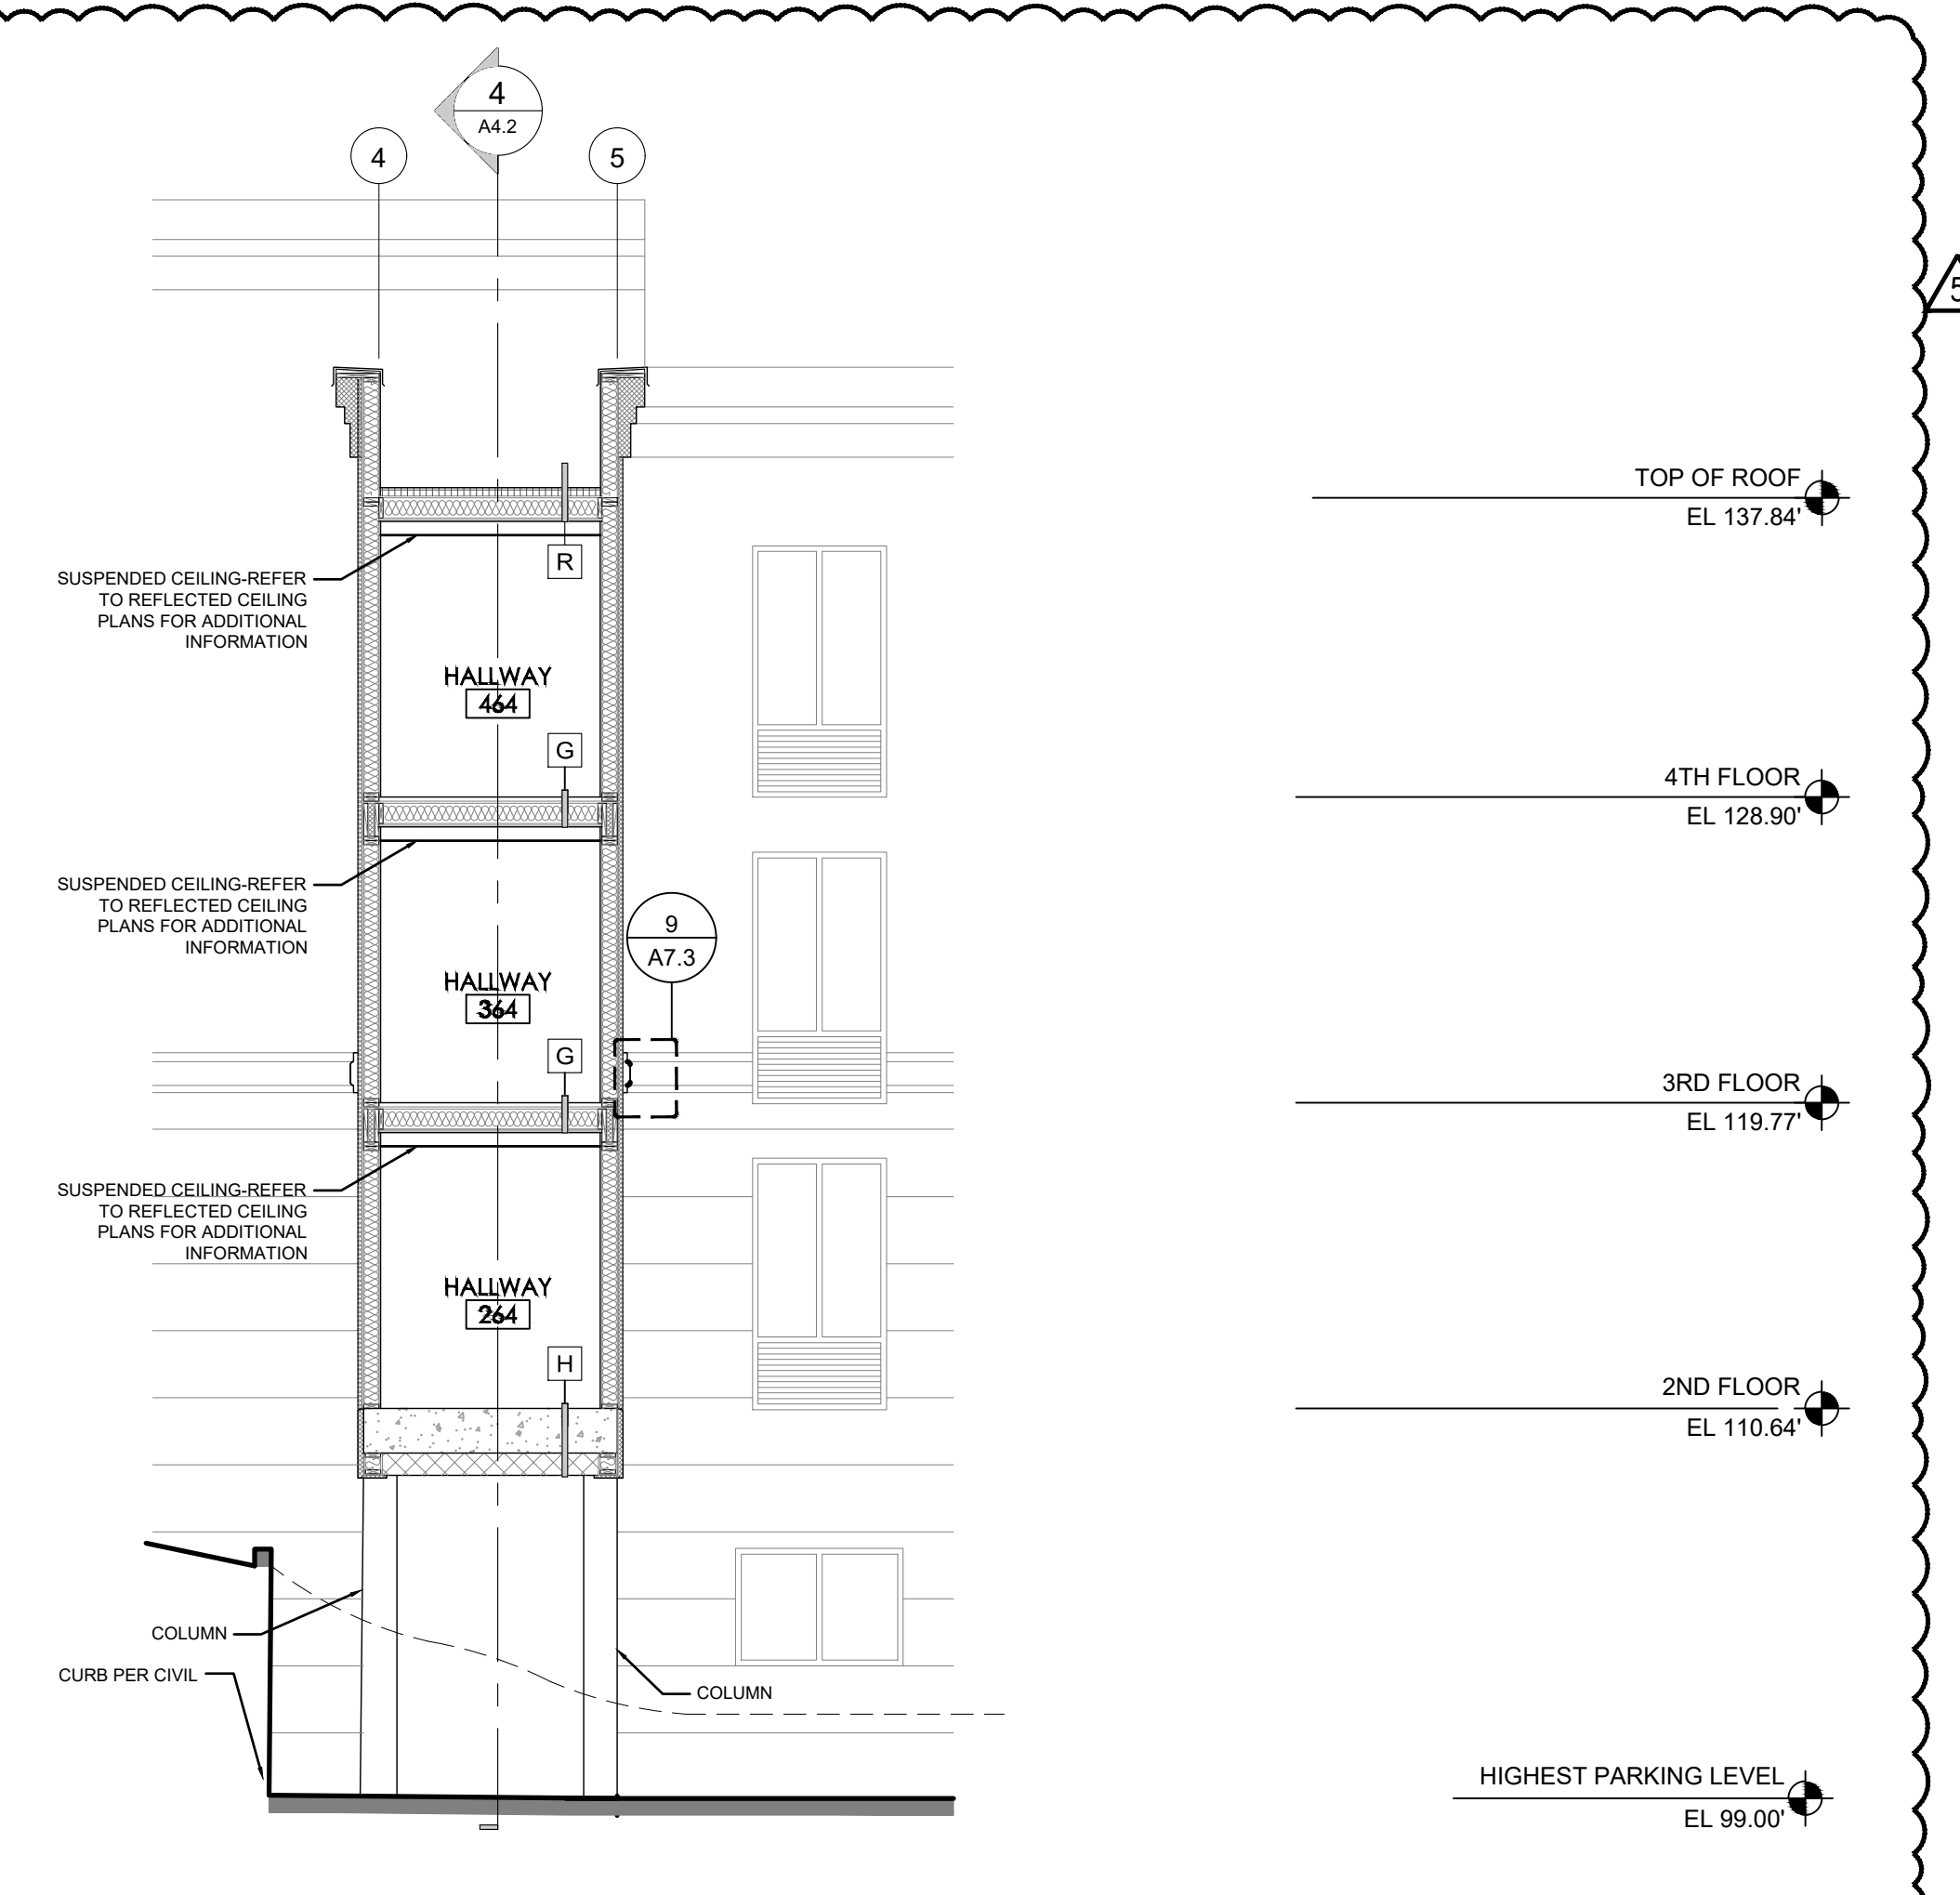 4
A4.2
4
5
5
TOP OF ROOF
EL 137.84'
R
SUSPENDED CEILING-REFER
TO REFLECTED CEILING
PLANS FOR ADDITIONAL
INFORMATION
HALLWAY
464
G
4TH FLOOR
EL 128.90'
SUSPENDED CEILING-REFER
TO REFLECTED CEILING
PLANS FOR ADDITIONAL
INFORMATION
9
A7.3
HALLWAY
364
G
3RD FLOOR
EL 119.77'
SUSPENDED CEILING-REFER
TO REFLECTED CEILING
PLANS FOR ADDITIONAL
INFORMATION
HALLWAY
264
H
2ND FLOOR
EL 110.64'
COLUMN
CURB PER CIVIL
COLUMN
HIGHEST PARKING LEVEL
EL 99.00'